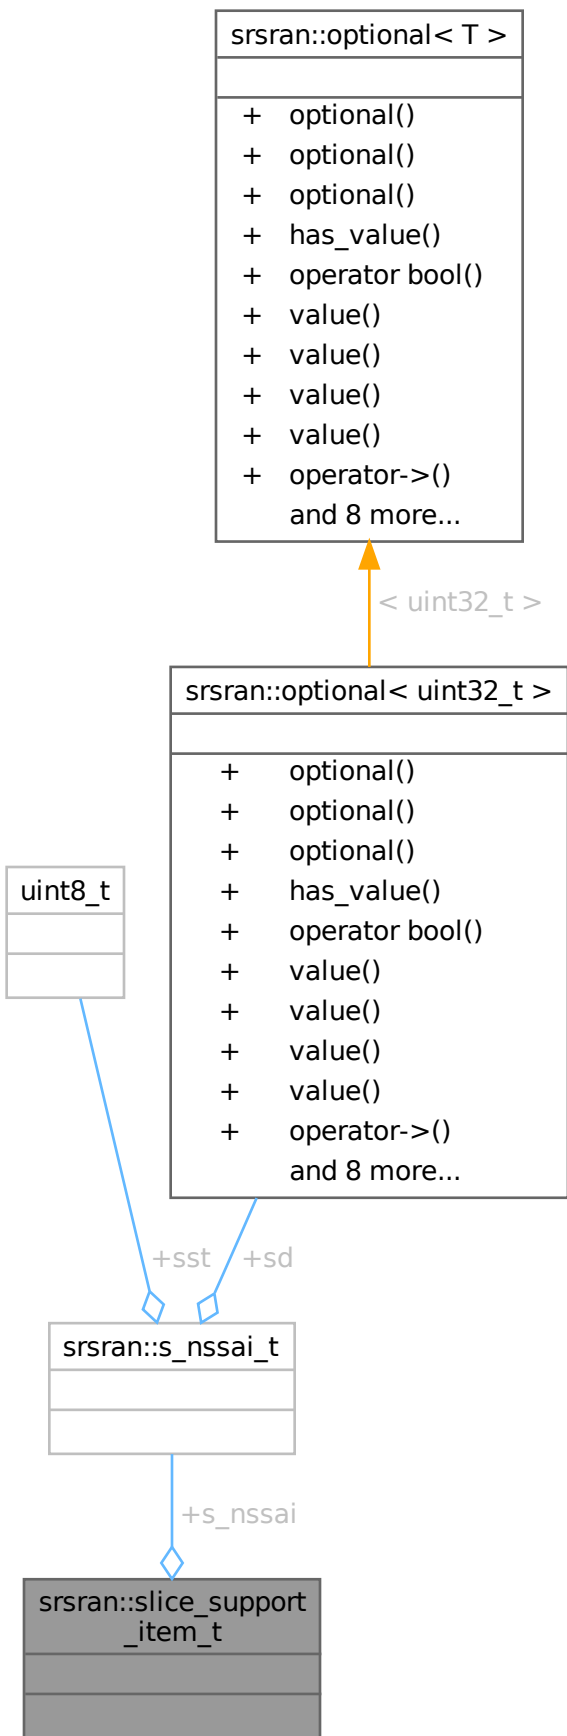 srsran::optional< T >
+ optional()
+ optional()
+ optional()
+ has_value()
+ operator bool()
+ value()
+ value()
+ value()
+ value()
+ operator->()
and 8 more...
< uint32_t >
srsran::optional< uint32_t >
+ optional()
+ optional()
+ optional()
+ has_value()
+ operator bool()
+ value()
+ value()
+ value()
+ value()
+ operator->()
and 8 more...
uint8_t
+sst
+sd
srsran::s_nssai_t
+s_nssai
srsran::slice_support
_item_t